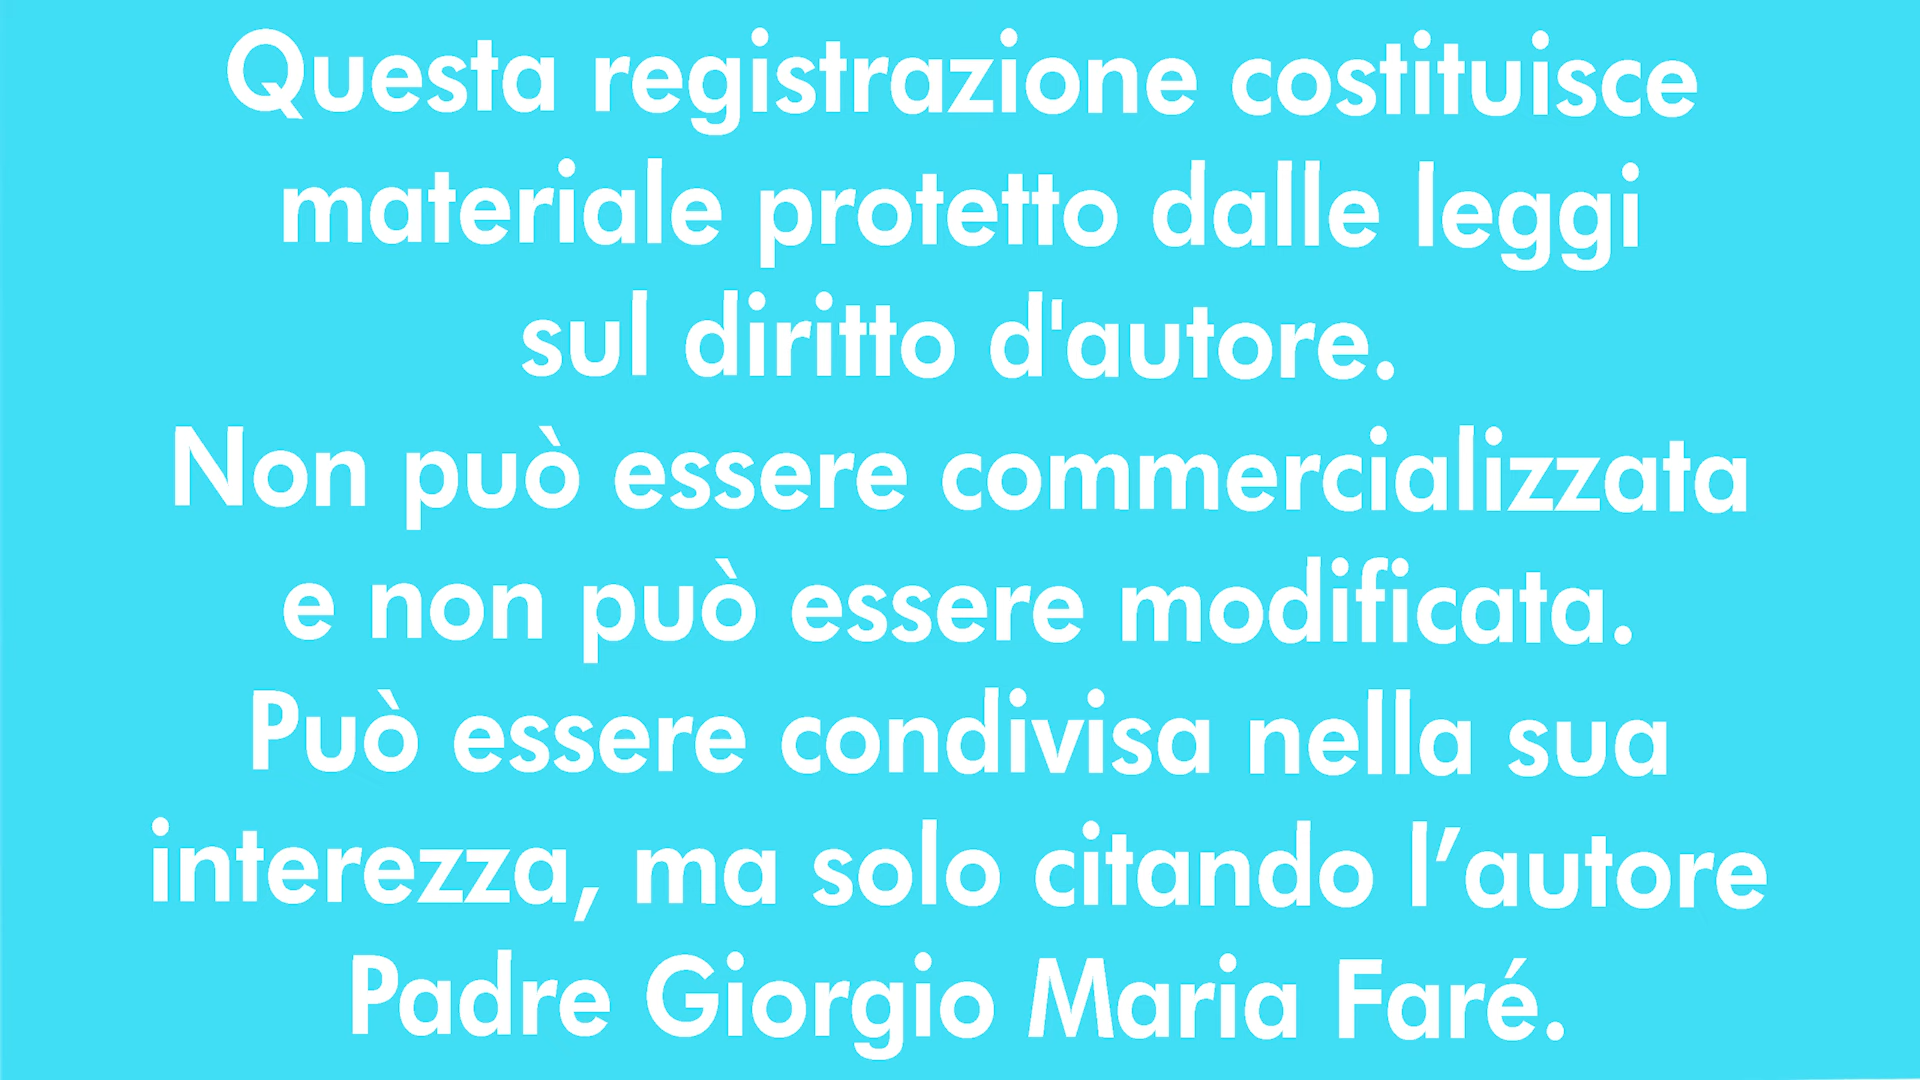 Questa registrazione costituisce
materiale protetto dalle leggi
sul diritto d'autore.
Non può essere commercializzata
e non può essere modificata.
Può essere condivisa nella sua
interezza, ma solo citando l’autore
Padre Giorgio Maria Faré.